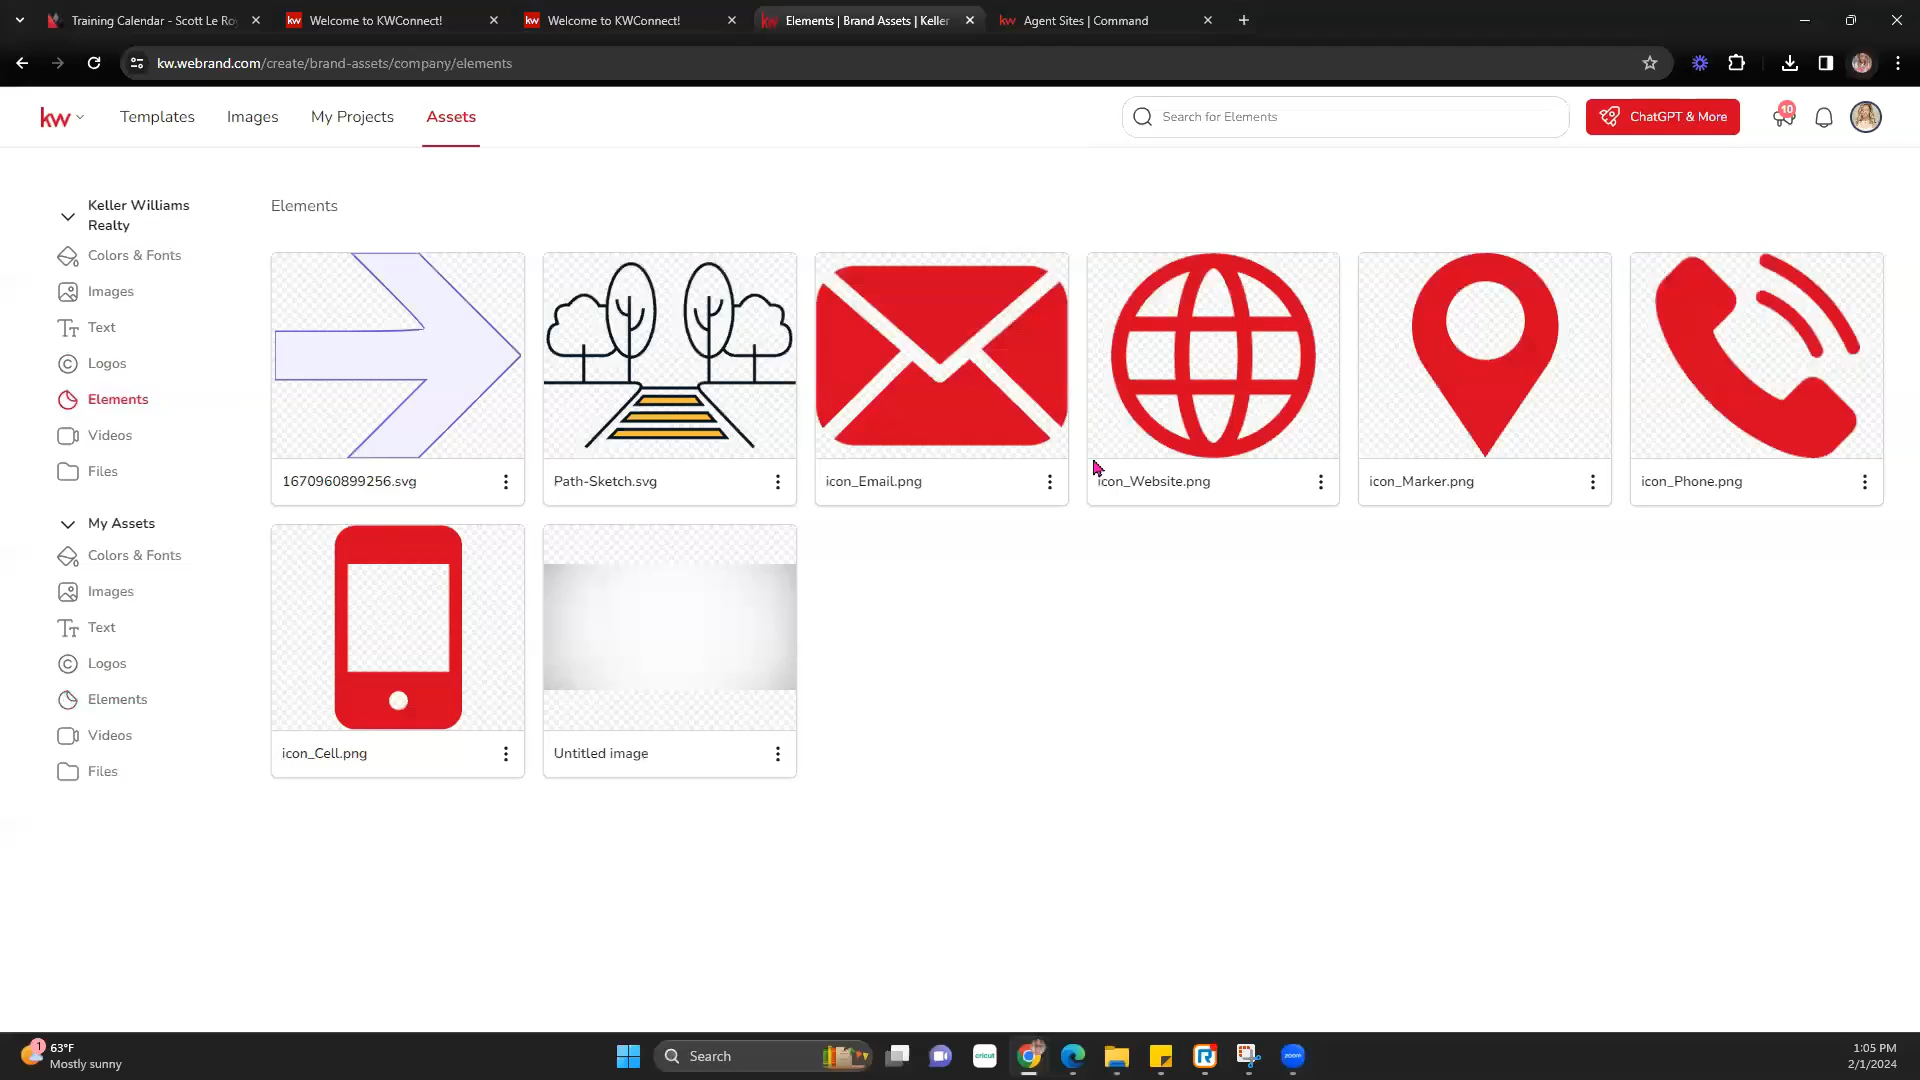 Training Calendar - Scott Le Ro
Welcome to KWConnect!
Welcome to KWConnect!
Elements | Brand Assets | Keller
Agent Sites | Command
kw.webrand.com/create/brand-assets/company/elements
kw
Templates
Images
My Projects
Assets
Search for Elements
ChatGPT & More
10
Keller Williams
Realty
Colors & Fonts
Images
Text
Logos
Elements
Videos
Files
My Assets
Colors & Fonts
Images
Text
Logos
Elements
Videos
Files
Elements
1670960899256.svg
Path-Sketch.svg
icon_Email.png
icon_Website.png
icon_Marker.png
icon_Phone.png
icon_Cell.png
Untitled image
1
63°F
Mostly sunny
Search
cricut
zoom
1:05 PM
2/1/2024